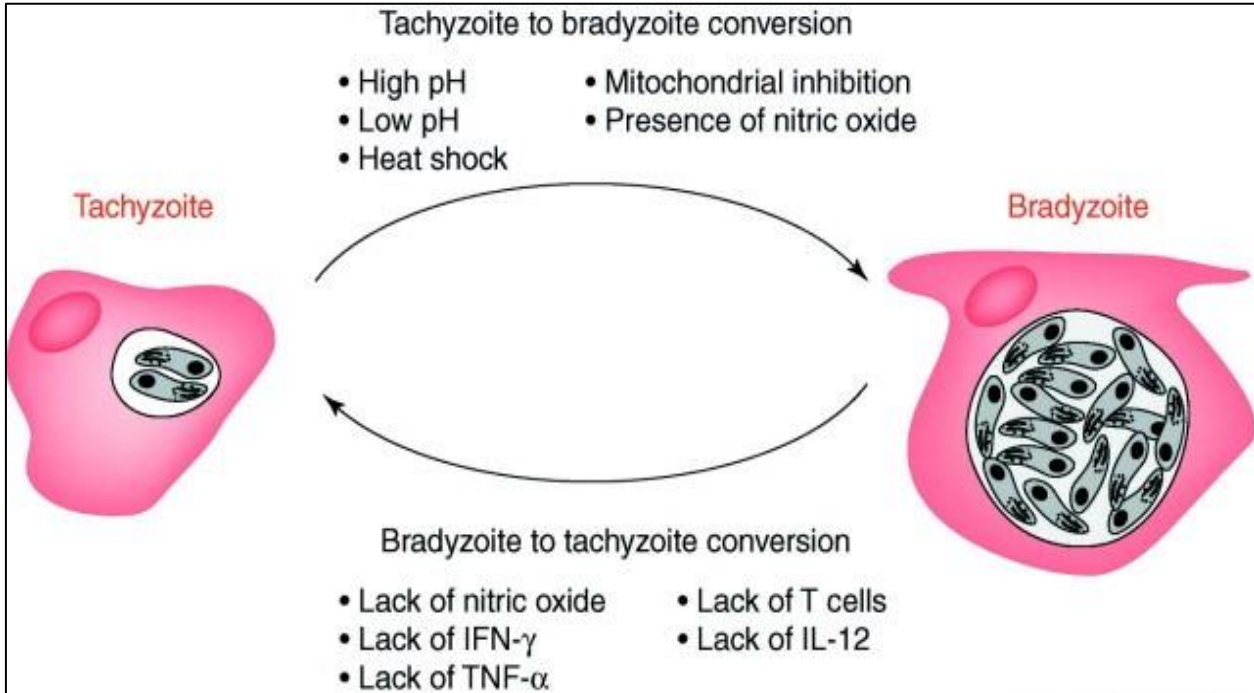 Tachyzoite to bradyzoite conversion
• High pH
• Low pH
• Heat shock
• Mitochondrial inhibition
• Presence of nitric oxide
Tachyzoite
Bradyzoite
Bradyzoite to tachyzoite conversion
• Lack of nitric oxide
• Lack of IFN-γ
• Lack of TNF-α
• Lack of T cells
• Lack of IL-12